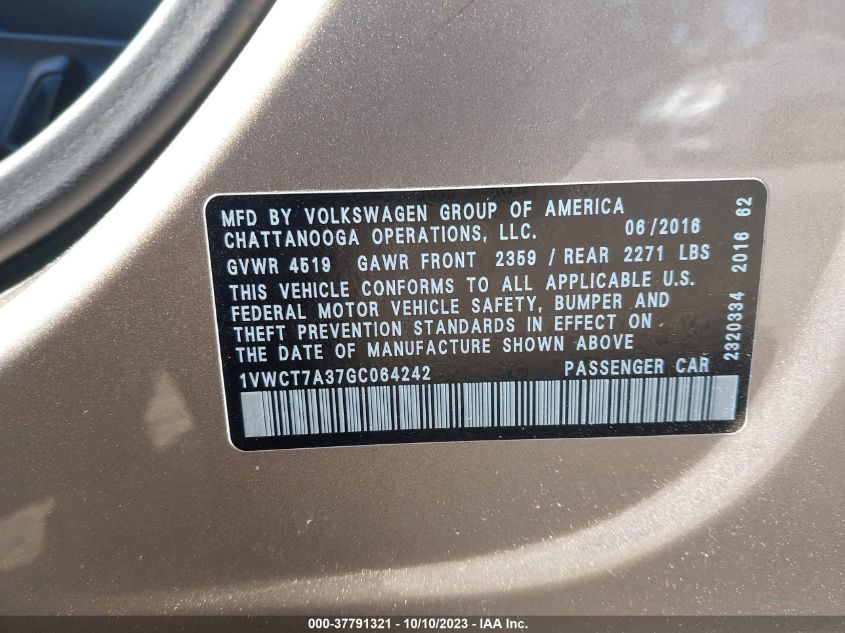 MFD BY VOLKSWAGEN GROUP OF AMERICA
CHATTANOOGA OPERATIONS, LLC. 06/2016
GVWR 4519 GAWR FRONT 2359 / REAR 2271 LBS
THIS VEHICLE CONFORMS TO ALL APPLICABLE U.S.
FEDERAL MOTOR VEHICLE SAFETY, BUMPER AND
THEFT PREVENTION STANDARDS IN EFFECT ON
THE DATE OF MANUFACTURE SHOWN ABOVE
1VWCT7A37GC064242 PASSENGER CAR
2320334 2016 62
000-37791321 - 10/10/2023 - IAA Inc.